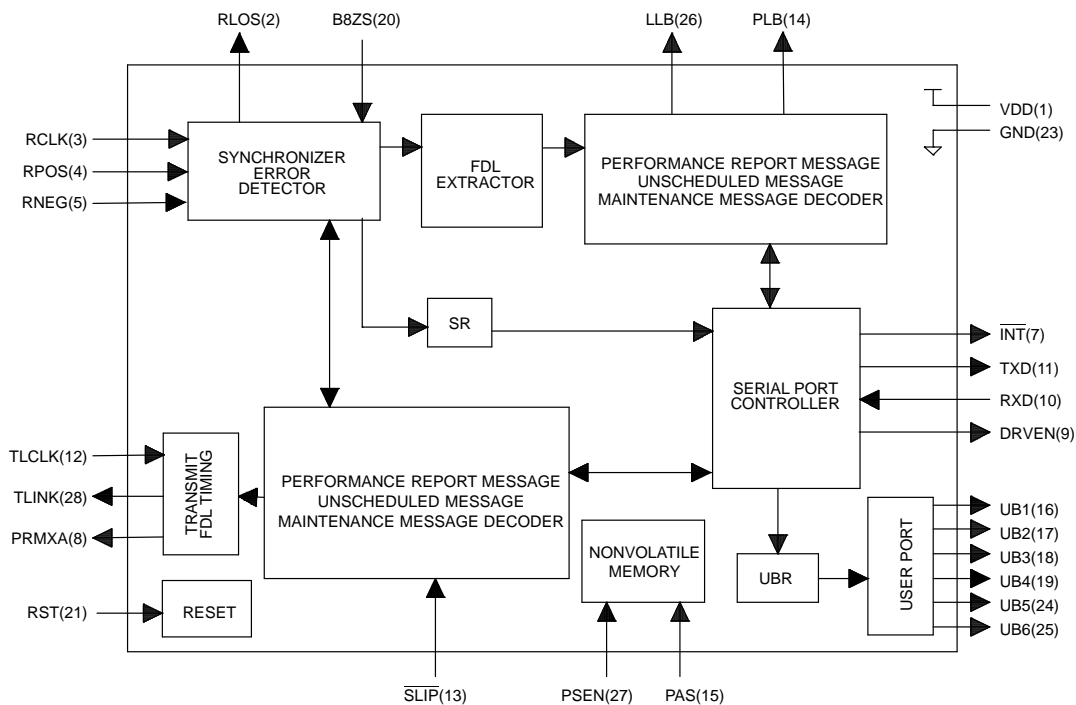 RLOS(2)
B8ZS(20)
LLB(26)
PLB(14)
VDD(1)
GND(23)
RCLK(3)
RPOS(4)
RNEG(5)
SYNCHRONIZER
ERROR
DETECTOR
FDL
EXTRACTOR
PERFORMANCE REPORT MESSAGE
UNSCHEDULED MESSAGE
MAINTENANCE MESSAGE DECODER
SR
SERIAL PORT
CONTROLLER
INT(7)
TXD(11)
RXD(10)
DRVEN(9)
TLCLK(12)
TLINK(28)
PRMXA(8)
TRANSMIT
FDL TIMING
PERFORMANCE REPORT MESSAGE
UNSCHEDULED MESSAGE
MAINTENANCE MESSAGE DECODER
NONVOLATILE
MEMORY
UBR
USER PORT
UB1(16)
UB2(17)
UB3(18)
UB4(19)
UB5(24)
UB6(25)
RST(21)
RESET
SLIP(13)
PSEN(27)
PAS(15)